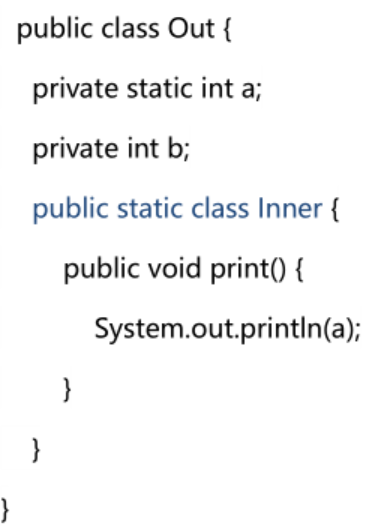 public class Out {
private static int a;
private int b;
public static class Inner {
public void print() {
System.out.println(a);
}
}
}